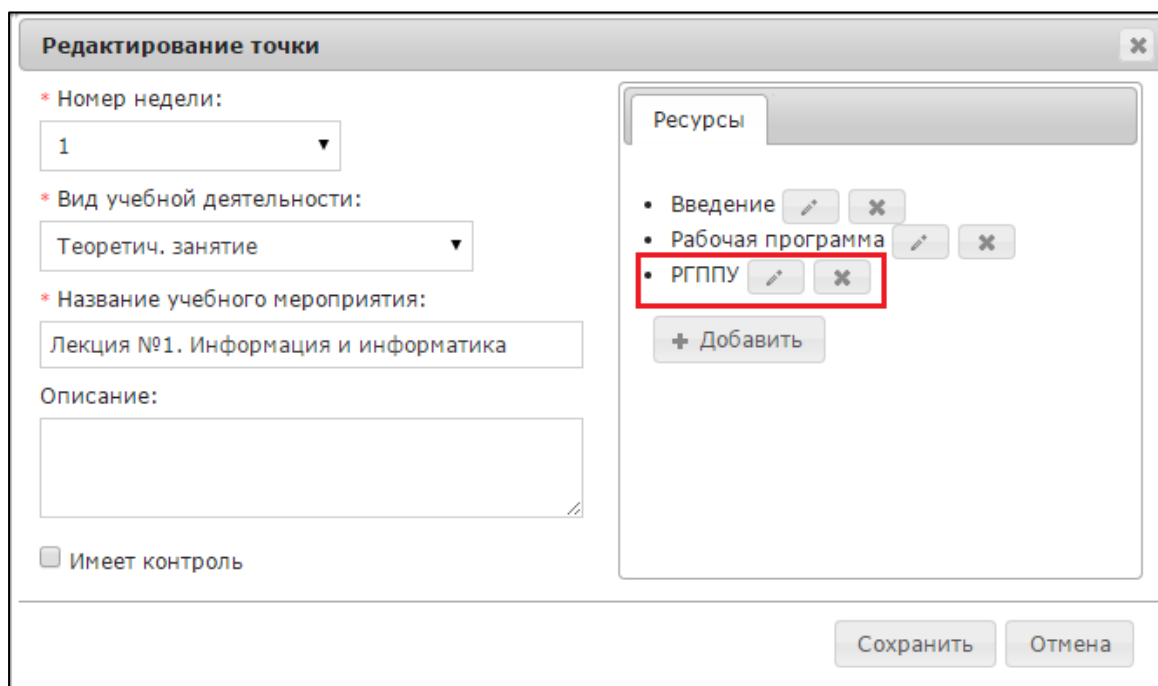 Редактирование точки
* Номер недели:
1
* Вид учебной деятельности:
Теоретич. занятие
* Название учебного мероприятия:
Лекция №1. Информация и информатика
Описание:
Имеет контроль
Ресурсы
• Введение
• Рабочая программа
• РГППУ
+ Добавить
Сохранить
Отмена